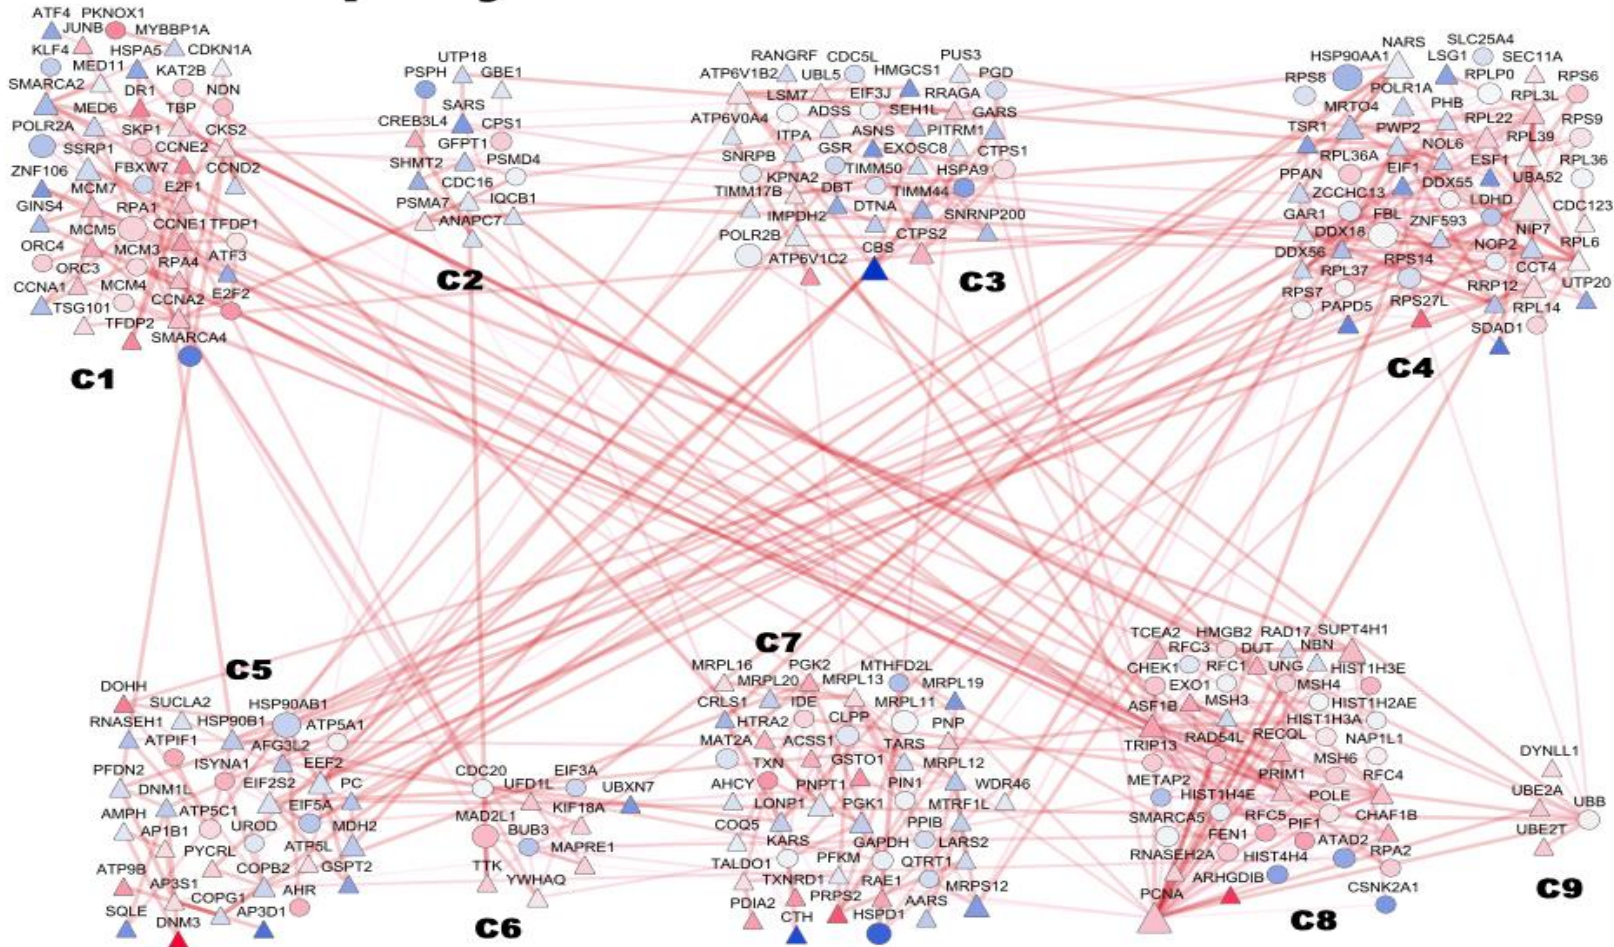 ATF4 PKNOX1
JUNB MYBBP1A
KLF4 HSPA5 CDKN1A
MED11 KAT2B
SMARCA2 DR1 NDN
MED6 TBP
POLR2A SKP1 CKS2
SSRP1 CCNE2
ZNF106 FBXW7 CCND2
MCM7 E2F1
GINS4 RPA1
MCM5 CCNE1 TFDP1
ORC4 MCM3
ORC3 RPA4 ATF3
CCNA1 MCM4
TSG101 CCNA2 E2F2
TFDP2
SMARCA4
C1
UTP18
PSPH GBE1
SARS
CREB3L4 CPS1
GFPT1
SHMT2 PSMD4
CDC16
PSMA7 IQCB1
ANAPC7
C2
RANGRF CDC5L PUS3
ATP6V1B2 UBL5 HMGCS1 PGD
LSM7 EIF3J RRAGA
ATP6V0A4 ADSS SEH1L GARS
ITPA ASNS PITRM1
SNRPB GSR EXOSC8 CTPS1
KPNA2 TIMM50 HSPA9
TIMM17B DBT TIMM44
IMPDH2 DTNA SNRNP200
POLR2B CBS CTPS2
ATP6V1C2
C3
NARS SLC25A4
HSP90AA1 LSG1 SEC11A
RPS8 POLR1A RPLP0 RPS6
MRTO4 PHB RPL3L
TSR1 PWP2 RPL22 RPS9
RPL36A NOL6 RPL39
PPAN EIF1 ESF1 RPL36
ZCCHC13 DDX55 UBA52
GAR1 FBL LDHD CDC123
DDX18 ZNF593 NIP7
DDX56 RPS14 NOP2 RPL6
RPL37 CCT4
RPS7 RRP12 UTP20
PAPD5 RPS27L RPL14
SDAD1
C4
C5
DOHH
SUCLA2 HSP90AB1
RNASEH1 HSP90B1 ATP5A1
ATPIF1 AFG3L2
ISYNA1 EEF2
PFDN2 EIF2S2 PC
DNM1L EIF5A
AMPH ATP5C1 MDH2
AP1B1 UROD
PYCRL ATP5L
ATP9B COPB2 GSPT2
AP3S1 AHR
SQLE COPG1 AP3D1
DNM3
CDC20 EIF3A
UFD1L UBXN7
MAD2L1 KIF18A
BUB3
MAPRE1
TTK YWHAQ
C6
C7
MRPL16 PGK2 MTHFD2L
MRPL20 MRPL13 MRPL19
CRLS1 IDE MRPL11
HTRA2 CLPP PNP
MAT2A ACSS1 TARS
TXN GSTO1 MRPL12
AHCY PNPT1 PIN1 WDR46
LONP1 PGK1 MTRF1L
COQ5 PPIB
KARS GAPDH LARS2
TALDO1 PFKM QTRT1
TXNRD1 RAE1
PRPS2 MRPS12
PDIA2 AARS
CTH HSPD1
TCEA2 HMGB2 RAD17 SUPT4H1
RFC3 DUT NBN
CHEK1 RFC1 UNG HIST1H3E
EXO1 MSH4
ASF1B MSH3 HIST1H2AE
HIST1H3A
RAD54L RECQL NAP1L1
TRIP13 MSH6
METAP2 PRIM1 RFC4
HIST1H4E POLE
SMARCA5 RFC5 PIF1 CHAF1B
FEN1 ATAD2
RNASEH2A HIST4H4 RPA2
ARHGDIB
PCNA CSNK2A1
C8
DYNLL1
UBE2A UBB
UBE2T
C9